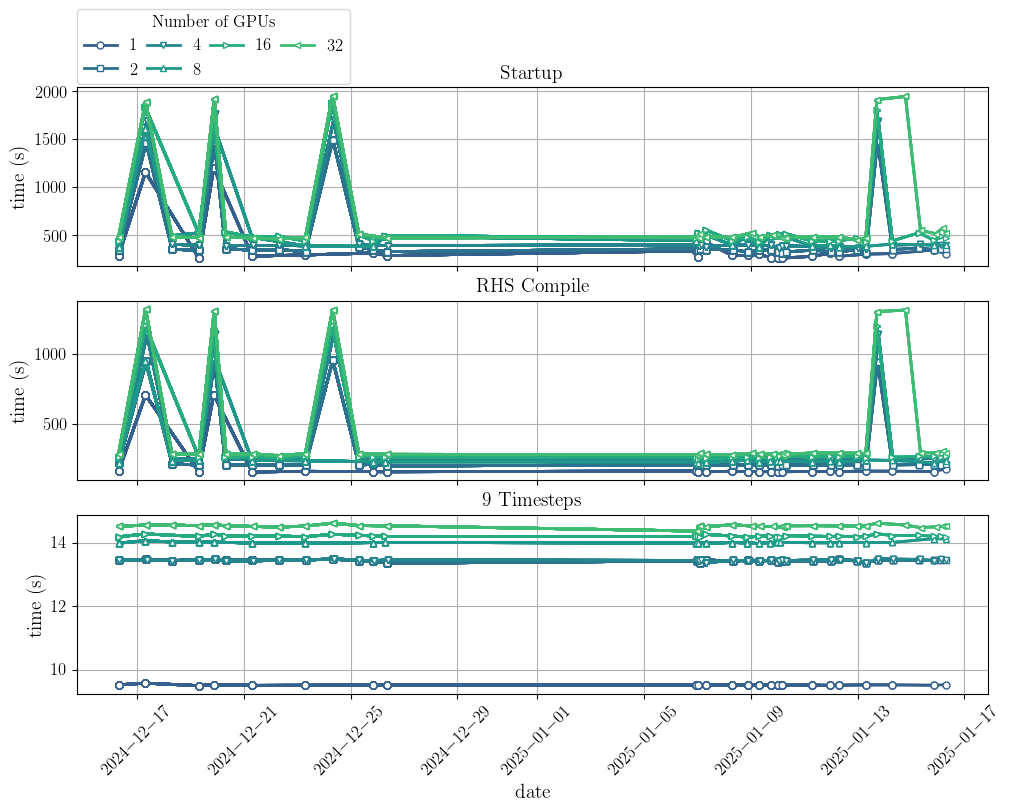 Number of GPUs
1 4 16 32
2 8
Startup
2000
1500
1000
500
time (s)
RHS Compile
1000
500
time (s)
9 Timesteps
14
12
10
time (s)
2024−12−17 2024−12−21 2024−12−25 2024−12−29 2025−01−01 2025−01−05 2025−01−09 2025−01−13 2025−01−17
date